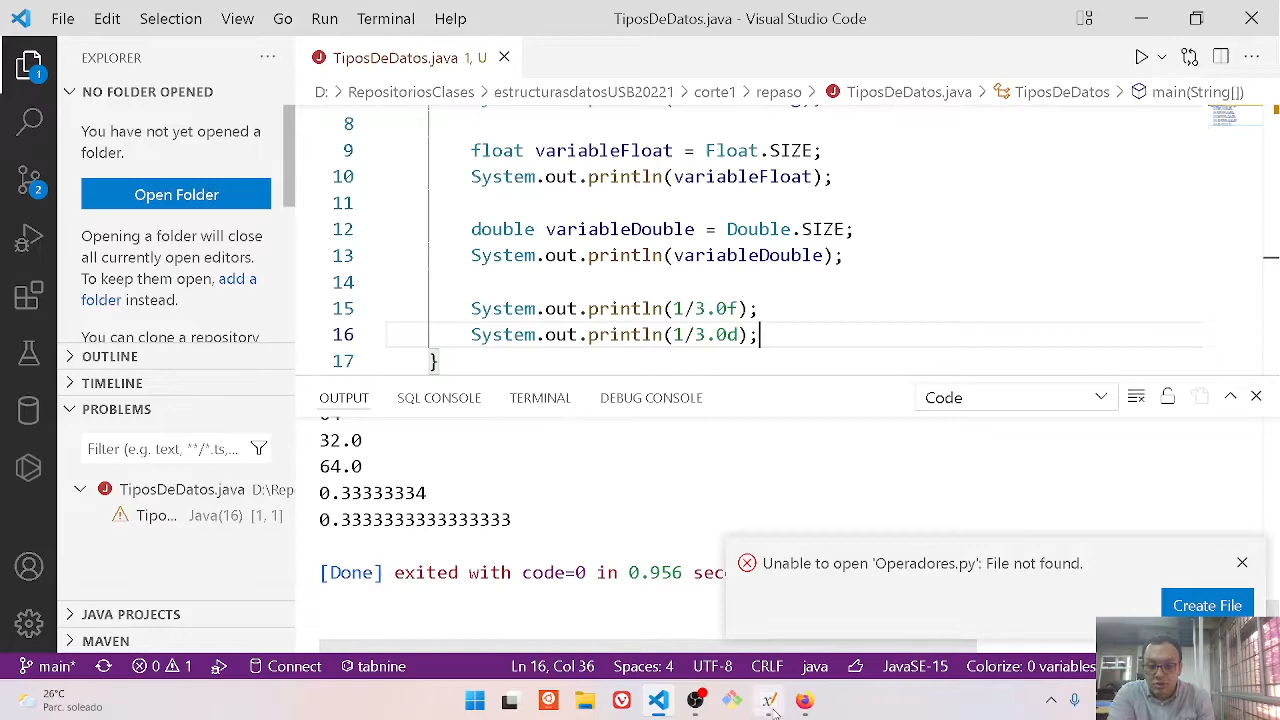 File Edit Selection View Go Run Terminal Help TiposDeDatos.java - Visual Studio Code
EXPLORER
NO FOLDER OPENED
You have not yet opened a
folder.
Open Folder
Opening a folder will close
all currently open editors.
To keep them open, add a
folder instead.
You can clone a repository
OUTLINE
TIMELINE
PROBLEMS
Filter (e.g. text, **/*.ts,...
TiposDeDatos.java D:\Rep
Tipo... Java(16) [1, 1]
JAVA PROJECTS
MAVEN
1
2
TiposDeDatos.java 1, U
D: > RepositoriosClases > estructurasdatosUSB20221 > corte1 > repaso > TiposDeDatos.java > TiposDeDatos > main(String[])
8
9 float variableFloat = Float.SIZE;
10 System.out.println(variableFloat);
11
12 double variableDouble = Double.SIZE;
13 System.out.println(variableDouble);
14
15 System.out.println(1/3.0f);
16 System.out.println(1/3.0d);
17 }
OUTPUT SQL CONSOLE TERMINAL DEBUG CONSOLE Code
32.0
64.0
0.33333334
0.3333333333333333
[Done] exited with code=0 in 0.956 sec
Unable to open 'Operadores.py': File not found.
Create File
main* 0 1 Connect tabnine Ln 16, Col 36 Spaces: 4 UTF-8 CRLF java JavaSE-15 Colorize: 0 variables
26°C
Parc. soleado